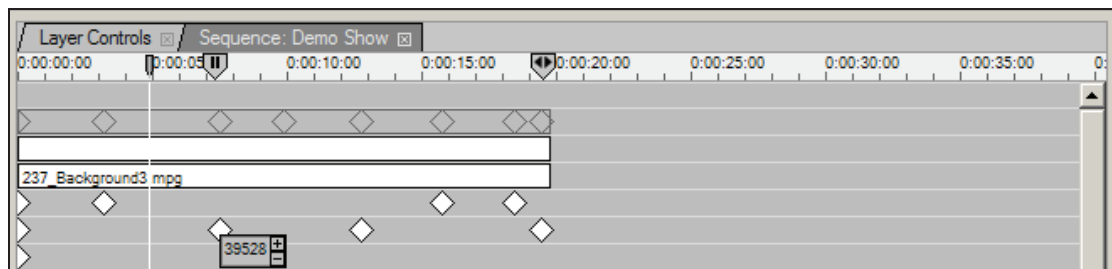 Layer Controls Sequence: Demo Show
0:00:00:00 0:00:05 0:00:10:00 0:00:15:00 0:00:20:00 0:00:25:00 0:00:30:00 0:00:35:00 0:
237_Background3.mpg
39528